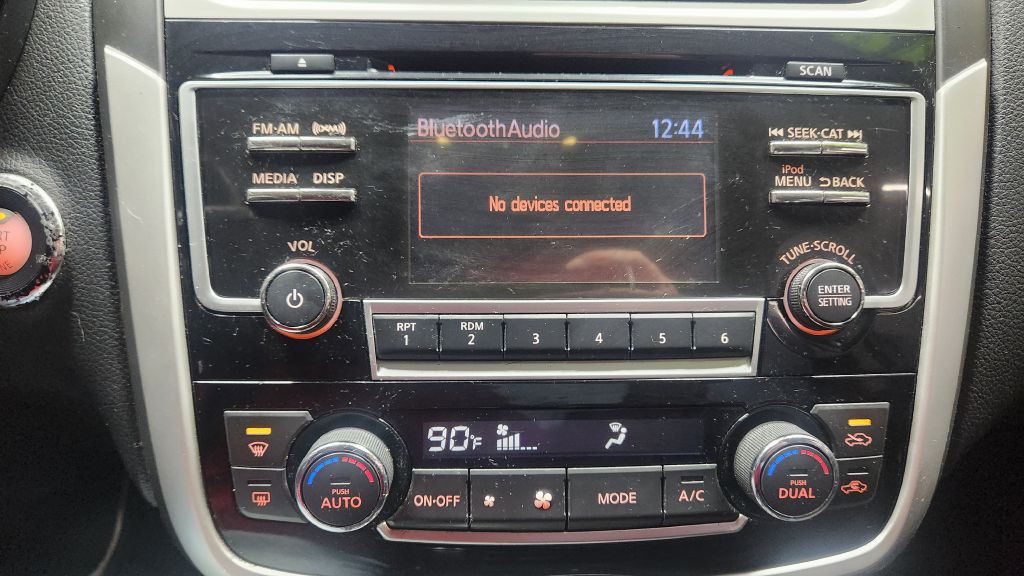 SCAN
FM·AM ((XM))
BluetoothAudio 12:44
SEEK·CAT
MEDIA DISP
iPod
MENU BACK
No devices connected
VOL
TUNE·SCROLL
ENTER
SETTING
RPT
1
RDM
2
3
4
5
6
90°F
PUSH
AUTO
ON·OFF
MODE
A/C
PUSH
DUAL